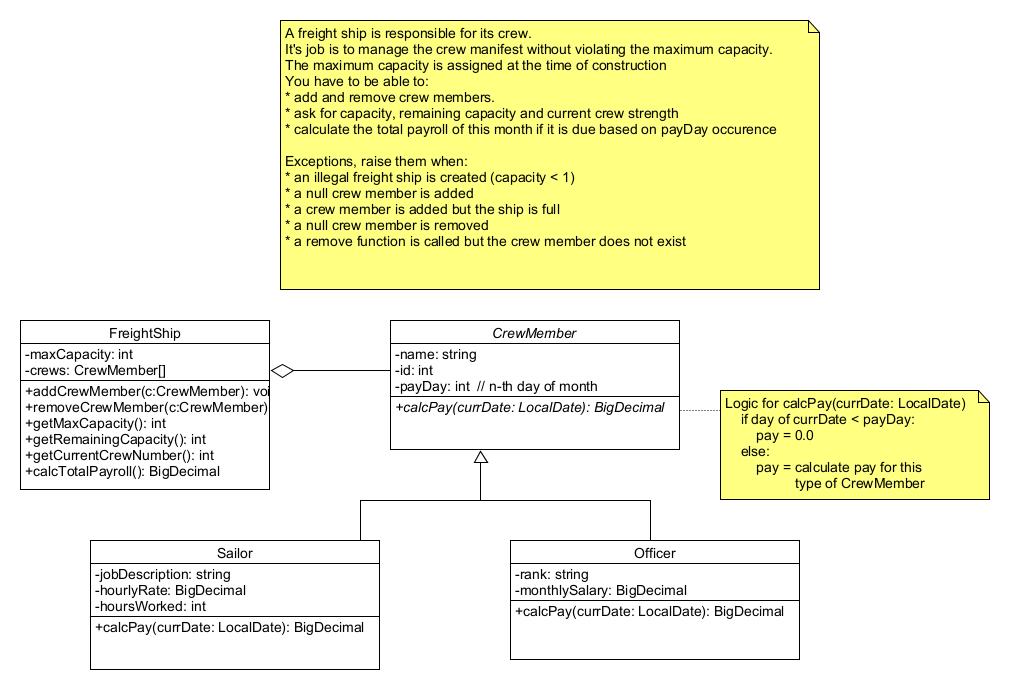 A freight ship is responsible for its crew.
It's job is to manage the crew manifest without violating the maximum capacity.
The maximum capacity is assigned at the time of construction
You have to be able to:
* add and remove crew members.
* ask for capacity, remaining capacity and current crew strength
* calculate the total payroll of this month if it is due based on payDay occurence
Exceptions, raise them when:
* an illegal freight ship is created (capacity < 1)
* a null crew member is added
* a crew member is added but the ship is full
* a null crew member is removed
* a remove function is called but the crew member does not exist
FreightShip
-maxCapacity: int
-crews: CrewMember[]
+addCrewMember(c:CrewMember): voi
+removeCrewMember(c:CrewMember)
+getMaxCapacity(): int
+getRemainingCapacity(): int
+getCurrentCrewNumber(): int
+calcTotalPayroll(): BigDecimal
CrewMember
-name: string
-id: int
-payDay: int // n-th day of month
+calcPay(currDate: LocalDate): BigDecimal
Logic for calcPay(currDate: LocalDate)
if day of currDate < payDay:
pay = 0.0
else:
pay = calculate pay for this
type of CrewMember
Sailor
-jobDescription: string
-hourlyRate: BigDecimal
-hoursWorked: int
+calcPay(currDate: LocalDate): BigDecimal
Officer
-rank: string
-monthlySalary: BigDecimal
+calcPay(currDate: LocalDate): BigDecimal